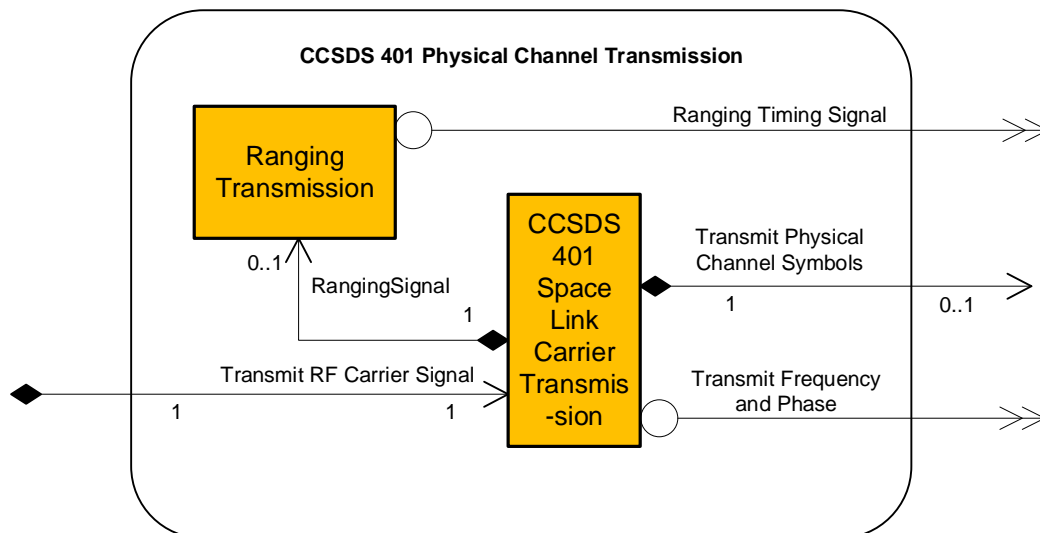 CCSDS 401 Physical Channel Transmission
Ranging Timing Signal
Ranging
Transmission
CCSDS
401
Space
Link
Carrier
Transmis
-sion
Transmit Physical
Channel Symbols
0..1
RangingSignal
1
1
0..1
Transmit RF Carrier Signal
1
1
Transmit Frequency
and Phase